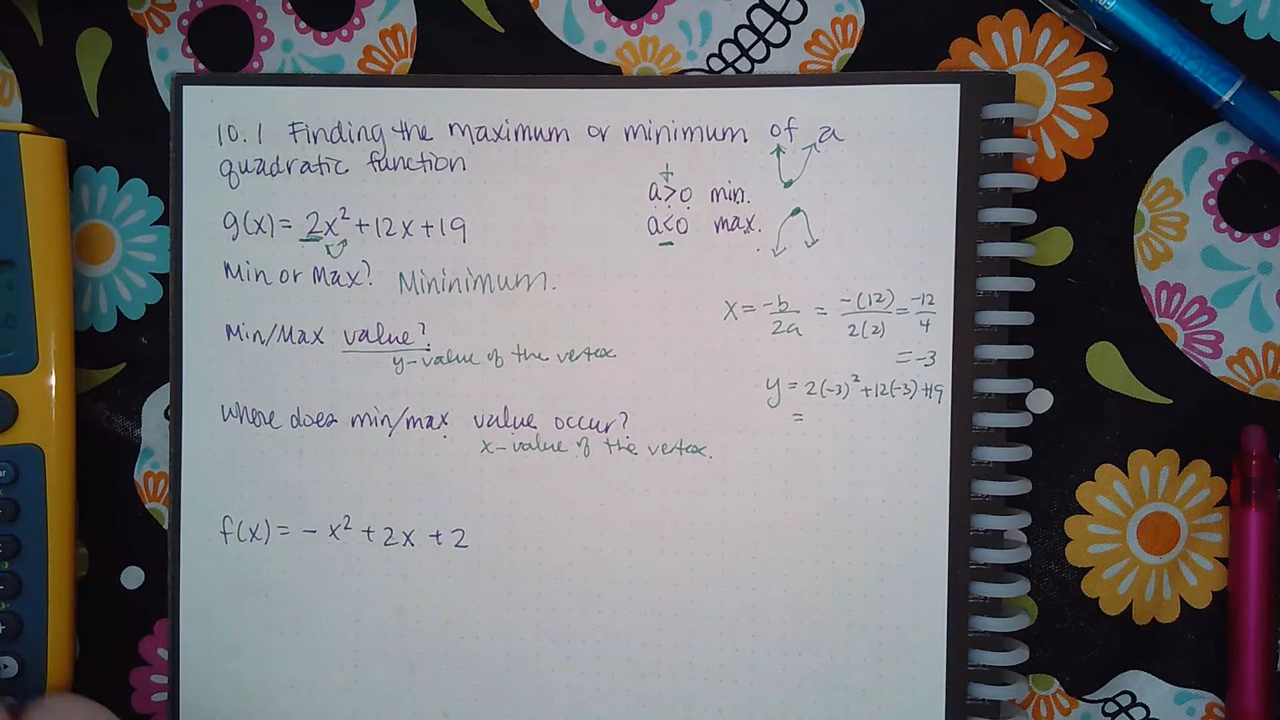 10.1 Finding the maximum or minimum of a
quadratic function
+
a>0 min.
a<0 max.
g(x) = 2x² + 12x + 19
Min or Max? Mininimum.
x = -b/2a = -(12)/2(2) = -12/4
= -3
Min/Max value?
y-value of the vertex
y = 2(-3)² + 12(-3) + 19
=
Where does min/max value occur?
x-value of the vertex.
f(x) = - x² + 2x + 2